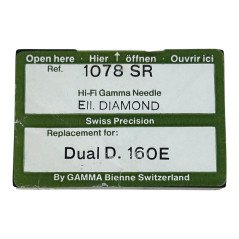 Open here · Hier ↑ öffnen · Ouvrir ici
Ref. 1078 SR
Hi-Fi Gamma Needle
Ell. DIAMOND
Swiss Precision
Replacement for:
Dual D. 160E
By GAMMA Bienne Switzerland